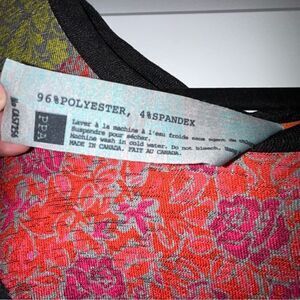 96%POLYESTER, 4%SPANDEX
PPA
Laver à la machine à l'eau froide sans
Suspendre pour sécher.
Machine wash in cold water. Do not bleach.
MADE IN CANADA. FAIT AU CANADA.